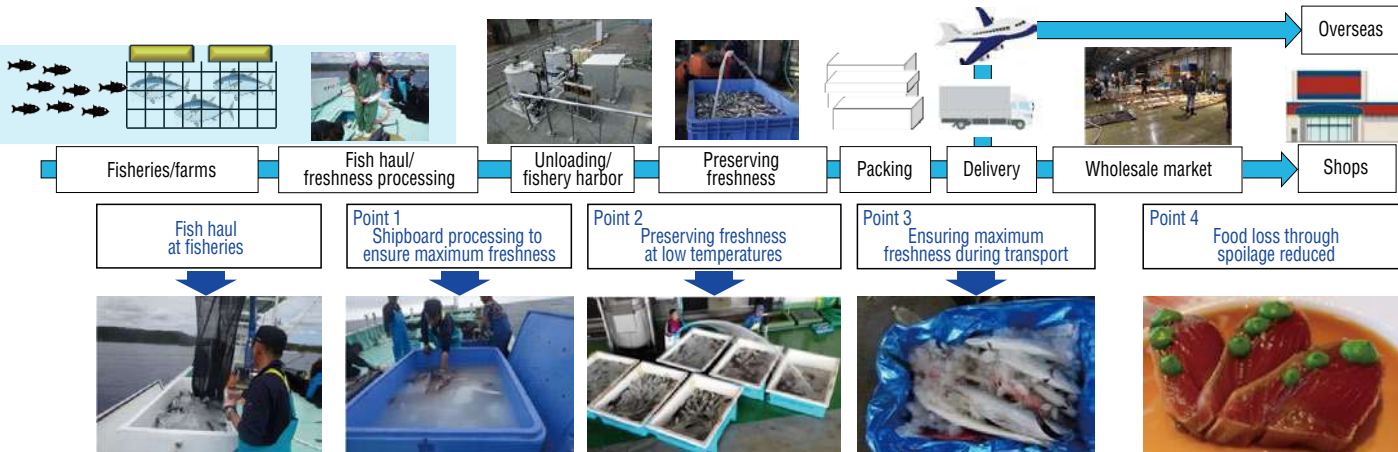 Overseas
Fisheries/farms
Fish haul/
freshness processing
Unloading/
fishery harbor
Preserving
freshness
Packing
Delivery
Wholesale market
Shops
Fish haul
at fisheries
Point 1
Shipboard processing to
ensure maximum freshness
Point 2
Preserving freshness
at low temperatures
Point 3
Ensuring maximum
freshness during transport
Point 4
Food loss through
spoilage reduced